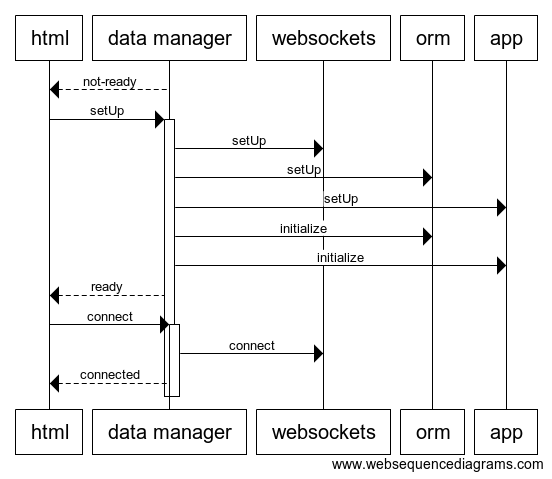 html data manager websockets orm app
not-ready
setUp
setUp
setUp
setUp
initialize
initialize
ready
connect
connect
connected
html data manager websockets orm app
www.websequencediagrams.com